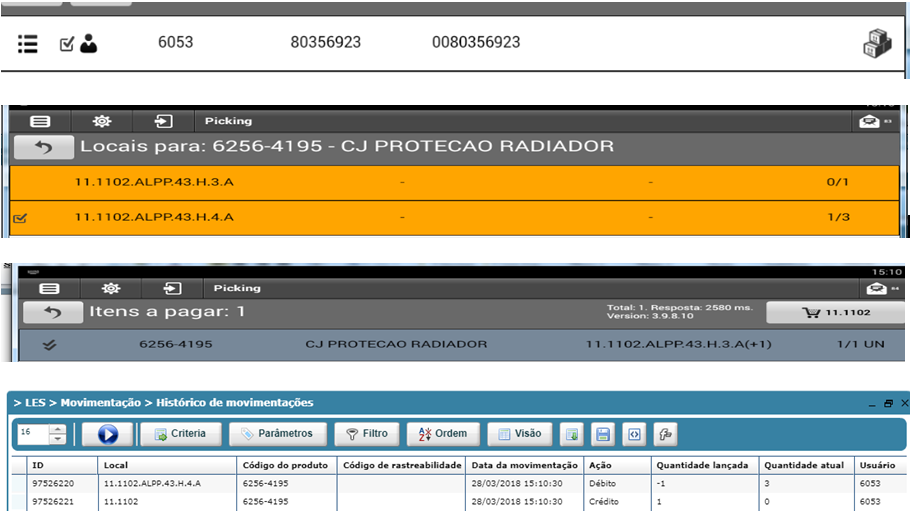 6053 80356923 0080356923
Picking
Locais para: 6256-4195 - CJ PROTECAO RADIADOR
11.1102.ALPP.43.H.3.A - - 0/1
11.1102.ALPP.43.H.4.A - - 1/3
15:10
Picking
Itens a pagar: 1
Total: 1. Resposta: 2580 ms.
Version: 3.9.8.10
11.1102
6256-4195 CJ PROTECAO RADIADOR 11.1102.ALPP.43.H.3.A(+1) 1/1 UN
> LES > Movimentação > Histórico de movimentações
16 Criteria Parâmetros Filtro Ordem Visão
ID Local Código do produto Código de rastreabilidade Data da movimentação Ação Quantidade lançada Quantidade atual Usuário
97526220 11.1102.ALPP.43.H.4.A 6256-4195 28/03/2018 15:10:30 Débito -1 3 6053
97526221 11.1102 6256-4195 28/03/2018 15:10:30 Crédito 1 0 6053